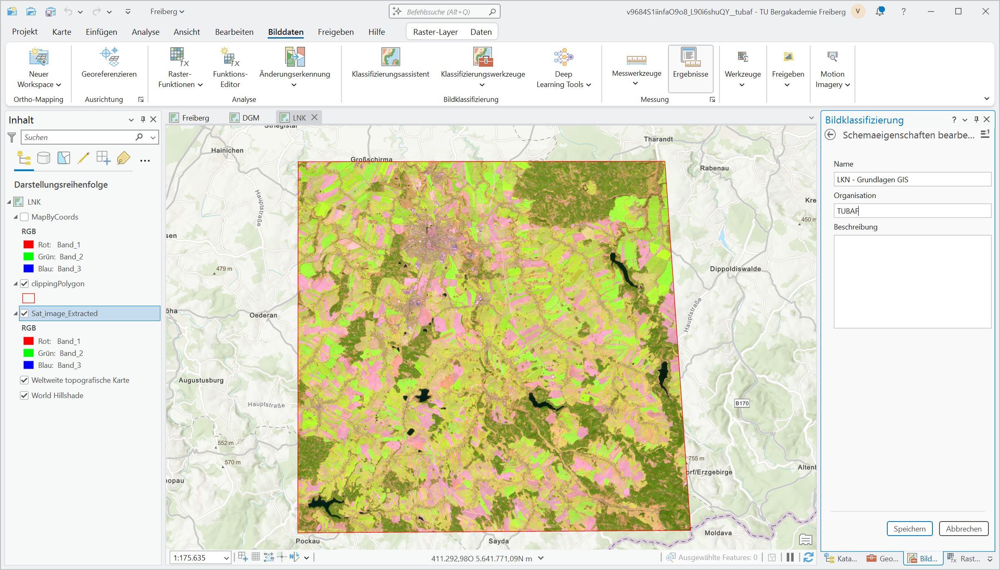 Freiberg
Befehlssuche (Alt+Q)
v9684S1iinfaO9o8_L90i6shuQY__tubaf - TU Bergakademie Freiberg
V
?
Projekt Karte Einfügen Analyse Ansicht Bearbeiten Bilddaten Freigeben Hilfe Raster-Layer Daten
Neuer Workspace
Georeferenzieren
Raster-Funktionen
Funktions-Editor
Änderungserkennung
Klassifizierungsassistent
Klassifizierungswerkzeuge
Deep Learning Tools
Messwerkzeuge
Ergebnisse
Werkzeuge
Freigeben
Motion Imagery
Ortho-Mapping
Ausrichtung
Analyse
Bildklassifizierung
Messung
Inhalt
Suchen
Darstellungsreihenfolge
LNK
MapByCoords
RGB
Rot: Band_1
Grün: Band_2
Blau: Band_3
clippingPolygon
Sat_image_Extracted
RGB
Rot: Band_1
Grün: Band_2
Blau: Band_3
Weltweite topografische Karte
World Hillshade
Freiberg
DGM
LNK
Striegistal
Tharandt
Hainichen
Großschirma
Rabenau
Hauptstraße
Kre
450 m
sen
479 m
Dippoldiswalde
öha
Oederan
Hauptstraße
Augustusburg
Hauptstraße
B170
552 m
570 m
755 m
orf/Erzgebirge
Altenb
nopau
Moldava
Pockau
Sayda
1:175.635
411.292,98O 5.641.771,09N m
Ausgewählte Features: 0
Bildklassifizierung
?
Schemaeigenschaften bearbe...
1
Name
LKN - Grundlagen GIS
Organisation
TUBAF
Beschreibung
Speichern
Abbrechen
Kata...
Geo...
Bild...
Rast...